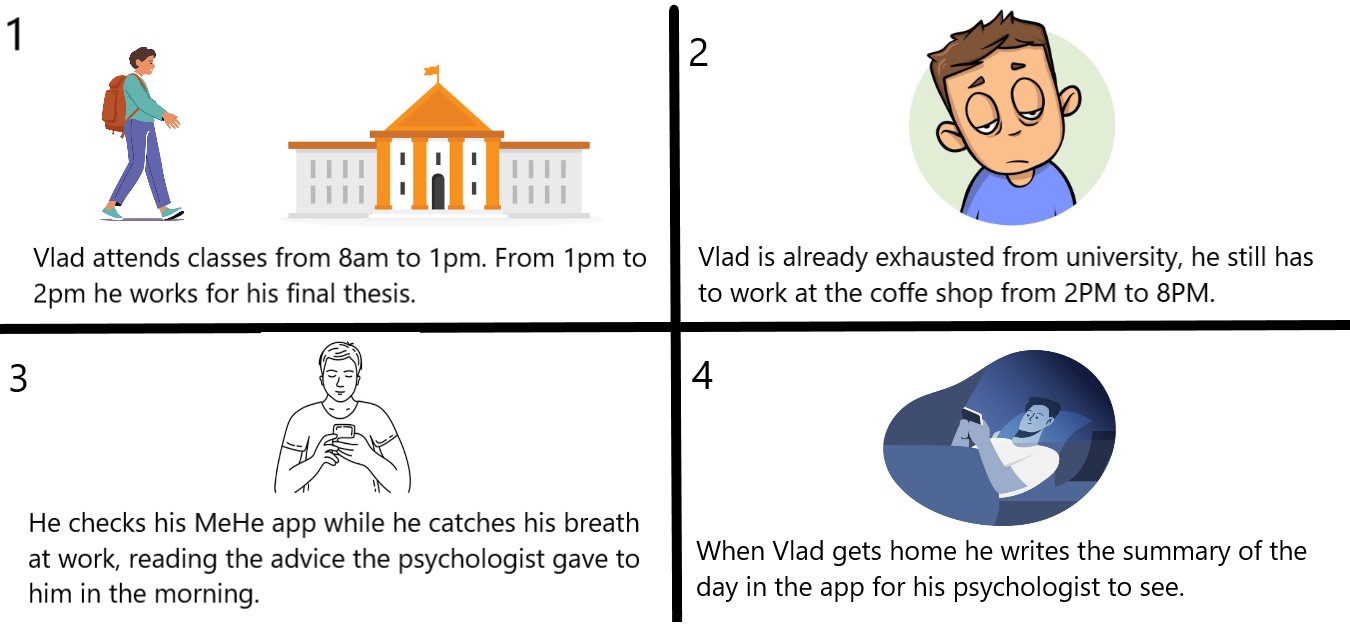 1
Vlad attends classes from 8am to 1pm. From 1pm to
2pm he works for his final thesis.
2
Vlad is already exhausted from university, he still has
to work at the coffe shop from 2PM to 8PM.
3
He checks his MeHe app while he catches his breath
at work, reading the advice the psychologist gave to
him in the morning.
4
When Vlad gets home he writes the summary of the
day in the app for his psychologist to see.